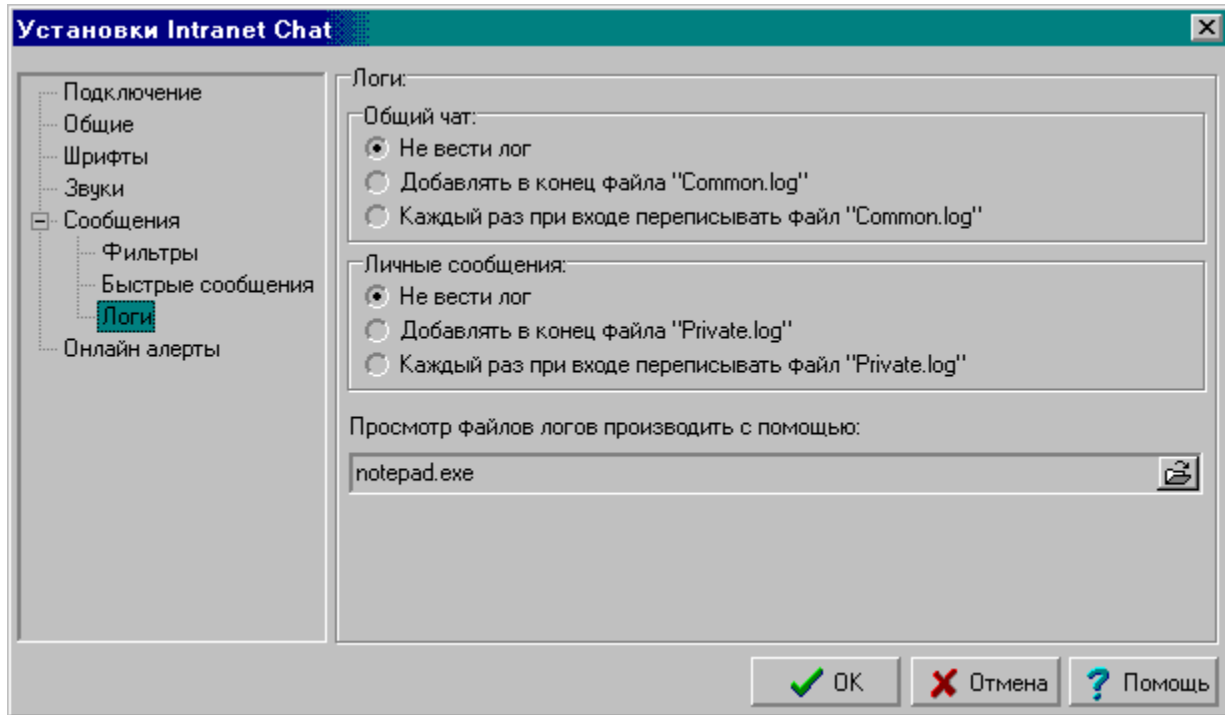 Установки Intranet Chat
Подключение
Общие
Шрифты
Звуки
Сообщения
Фильтры
Быстрые сообщения
Логи
Онлайн алерты
Логи:
Общий чат:
Не вести лог
Добавлять в конец файла "Common.log"
Каждый раз при входе переписывать файл "Common.log"
Личные сообщения:
Не вести лог
Добавлять в конец файла "Private.log"
Каждый раз при входе переписывать файл "Private.log"
Просмотр файлов логов производить с помощью:
notepad.exe
OK
Отмена
Помощь